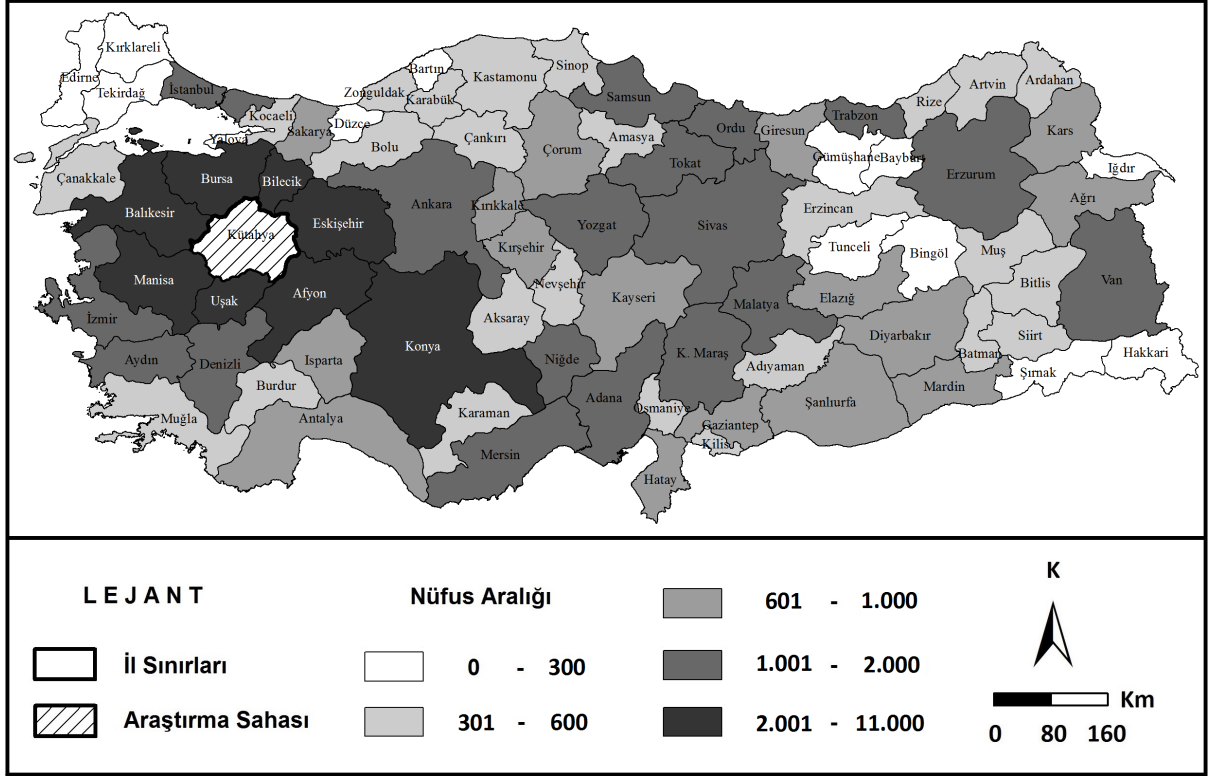 Kırklareli
Edirne
Tekirdağ
İstanbul
Kocaeli
Yalova
Sakarya
Düzce
Zonguldak
Bartın
Karabük
Kastamonu
Sinop
Samsun
Bolu
Çankırı
Çorum
Amasya
Ordu
Tokat
Giresun
Trabzon
Gümüşhane
Bayburt
Rize
Artvin
Ardahan
Kars
Iğdır
Erzurum
Ağrı
Çanakkale
Bursa
Bilecik
Balıkesir
Kütahya
Eskişehir
Ankara
Kırıkkale
Kırşehir
Yozgat
Sivas
Erzincan
Tunceli
Bingöl
Muş
Bitlis
Van
Manisa
Uşak
Afyon
İzmir
Aydın
Denizli
Isparta
Burdur
Muğla
Antalya
Konya
Aksaray
Nevşehir
Kayseri
Niğde
Karaman
Mersin
Adana
K. Maraş
Malatya
Elazığ
Adıyaman
Osmaniye
Gaziantep
Kilis
Hatay
Şanlıurfa
Diyarbakır
Mardin
Batman
Siirt
Şırnak
Hakkari
L E J A N T
İl Sınırları
Araştırma Sahası
Nüfus Aralığı
0 - 300
301 - 600
601 - 1.000
1.001 - 2.000
2.001 - 11.000
K
Km
0 80 160